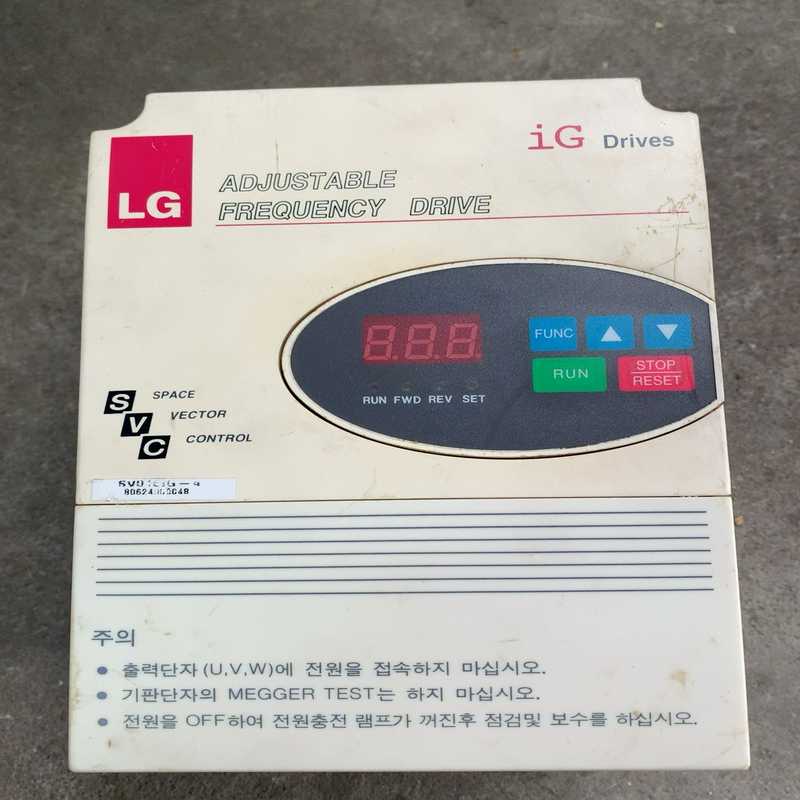 LG
iG Drives
ADJUSTABLE
FREQUENCY DRIVE
8.8.8.
FUNC ▲ ▼
RUN STOP
RESET
RUN FWD REV SET
S SPACE
V VECTOR
C CONTROL
주의
● 출력단자(U,V,W)에 전원을 접속하지 마십시오.
● 기판단자의 MEGGER TEST는 하지 마십시오.
● 전원을 OFF하여 전원충전 램프가 꺼진후 점검및 보수를 하십시오.